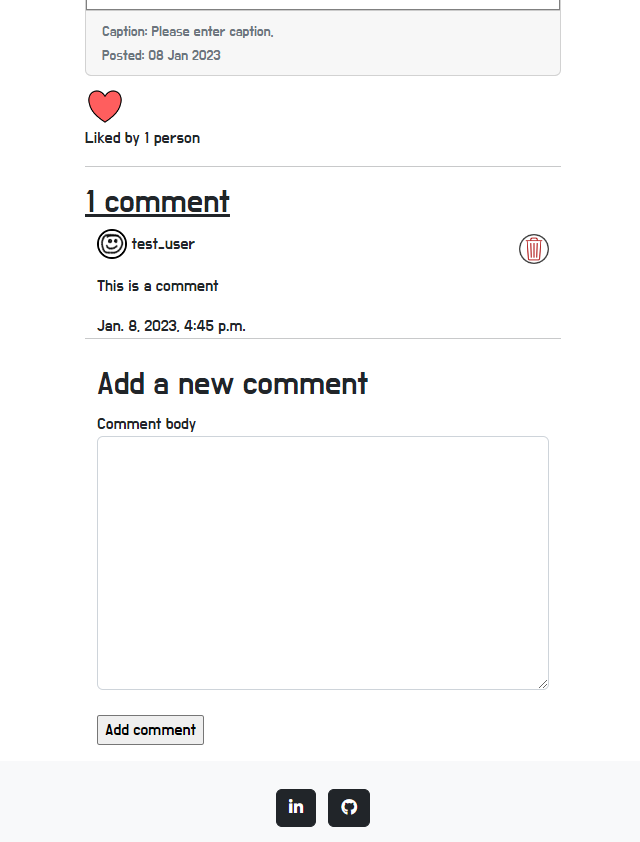 Caption: Please enter caption.
Posted: 08 Jan 2023
Liked by 1 person
1 comment
test_user
This is a comment
Jan. 8, 2023, 4:45 p.m.
Add a new comment
Comment body
Add comment
in